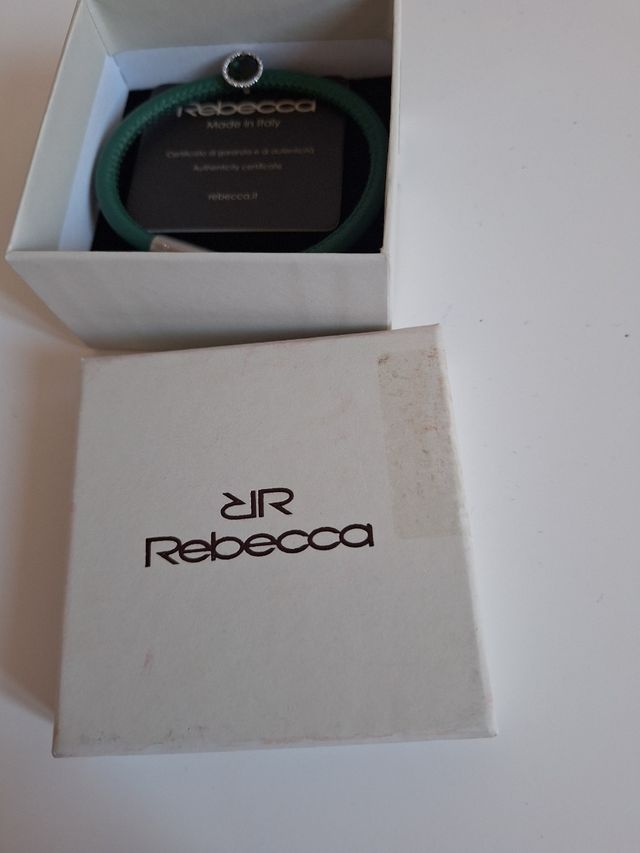 Rebecca
Made in Italy
Certificato di garanzia e di autenticità
Authenticity certificate
rebecca.it
RR
Rebecca